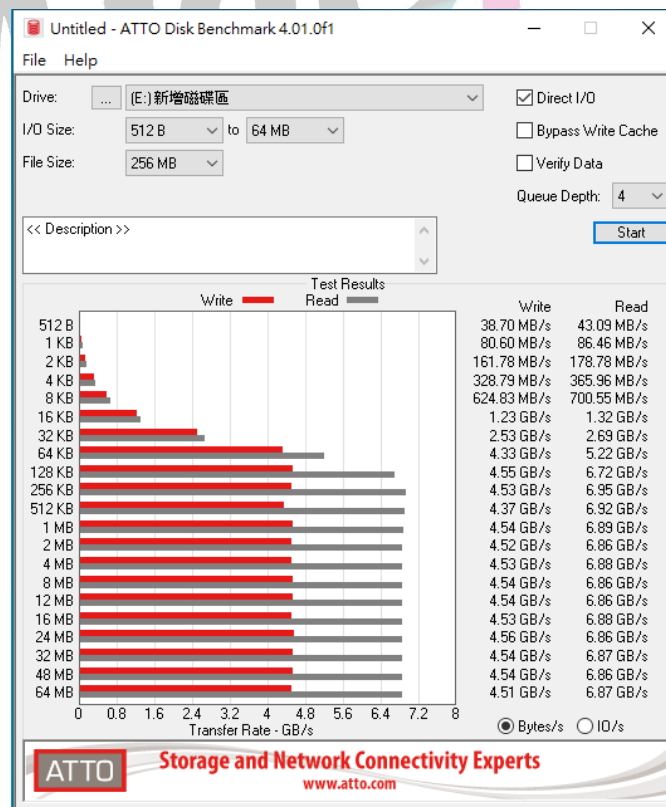 Untitled - ATTO Disk Benchmark 4.01.0f1
File Help
Drive: ... (E:)新增磁碟區 Direct I/O
I/O Size: 512 B to 64 MB Bypass Write Cache
File Size: 256 MB Verify Data
Queue Depth: 4
<< Description >> Start
Test Results
Write Read Write Read
512 B 38.70 MB/s 43.09 MB/s
1 KB 80.60 MB/s 86.46 MB/s
2 KB 161.78 MB/s 178.78 MB/s
4 KB 328.79 MB/s 365.96 MB/s
8 KB 624.83 MB/s 700.55 MB/s
16 KB 1.23 GB/s 1.32 GB/s
32 KB 2.53 GB/s 2.69 GB/s
64 KB 4.33 GB/s 5.22 GB/s
128 KB 4.55 GB/s 6.72 GB/s
256 KB 4.53 GB/s 6.95 GB/s
512 KB 4.37 GB/s 6.92 GB/s
1 MB 4.54 GB/s 6.89 GB/s
2 MB 4.52 GB/s 6.86 GB/s
4 MB 4.53 GB/s 6.88 GB/s
8 MB 4.54 GB/s 6.86 GB/s
12 MB 4.54 GB/s 6.86 GB/s
16 MB 4.53 GB/s 6.88 GB/s
24 MB 4.56 GB/s 6.86 GB/s
32 MB 4.54 GB/s 6.87 GB/s
48 MB 4.54 GB/s 6.86 GB/s
64 MB 4.51 GB/s 6.87 GB/s
0 0.8 1.6 2.4 3.2 4 4.8 5.6 6.4 7.2 8
Transfer Rate - GB/s Bytes/s IO/s
ATTO Storage and Network Connectivity Experts
www.atto.com